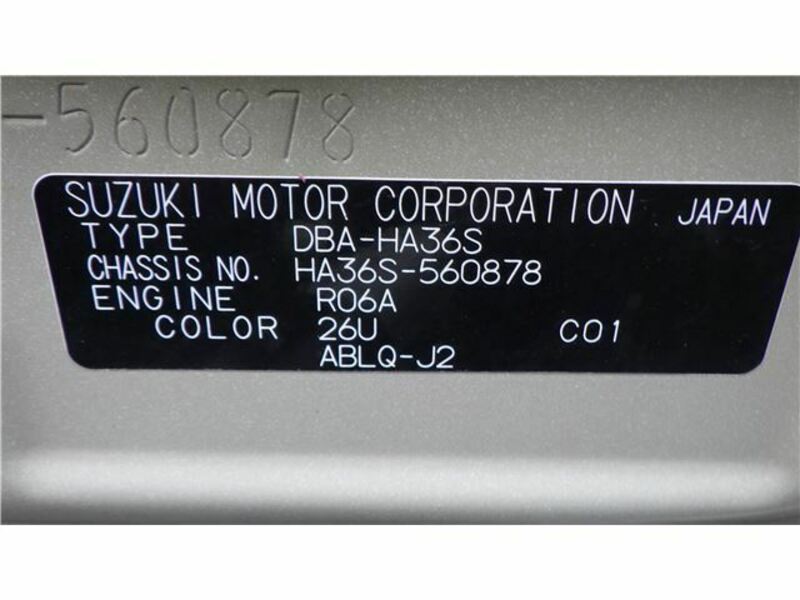 -560878
SUZUKI MOTOR CORPORATION JAPAN
TYPE DBA-HA36S
CHASSIS NO. HA36S-560878
ENGINE R06A
COLOR 26U C01
ABLQ-J2